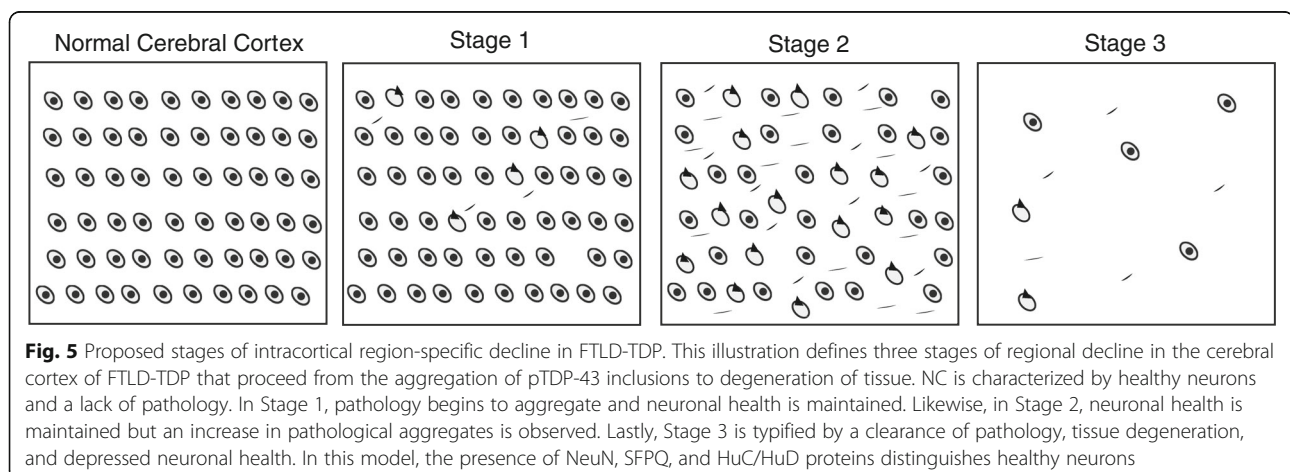 Normal Cerebral Cortex Stage 1 Stage 2 Stage 3
Fig. 5 Proposed stages of intracortical region-specific decline in FTLD-TDP. This illustration defines three stages of regional decline in the cerebral
cortex of FTLD-TDP that proceed from the aggregation of pTDP-43 inclusions to degeneration of tissue. NC is characterized by healthy neurons
and a lack of pathology. In Stage 1, pathology begins to aggregate and neuronal health is maintained. Likewise, in Stage 2, neuronal health is
maintained but an increase in pathological aggregates is observed. Lastly, Stage 3 is typified by a clearance of pathology, tissue degeneration,
and depressed neuronal health. In this model, the presence of NeuN, SFPQ, and HuC/HuD proteins distinguishes healthy neurons